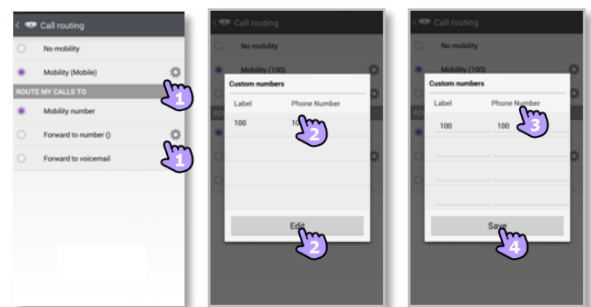 Call routing
No mobility
Mobility (Mobile)
1
ROUTE MY CALLS TO
Mobility number
Forward to number ()
1
Forward to voicemail
Call routing
No mobility
Mobility (100)
Custom numbers
Label Phone Number
100
2
Edit
2
Call routing
No mobility
Mobility (100)
Custom numbers
Label Phone Number
3
100 100
Save
4